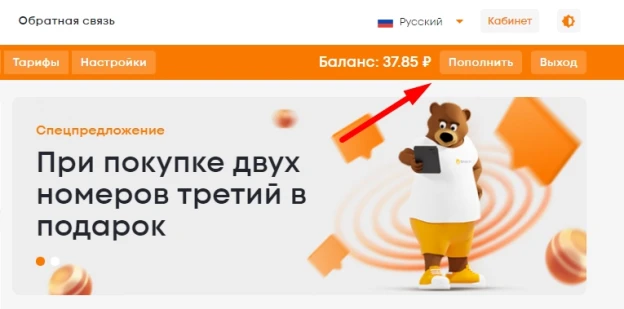 Обратная связь
Русский
Кабинет
Тарифы
Настройки
Баланс: 37.85 ₽
Пополнить
Выход
Спецпредложение
При покупке двух
номеров третий в
подарок